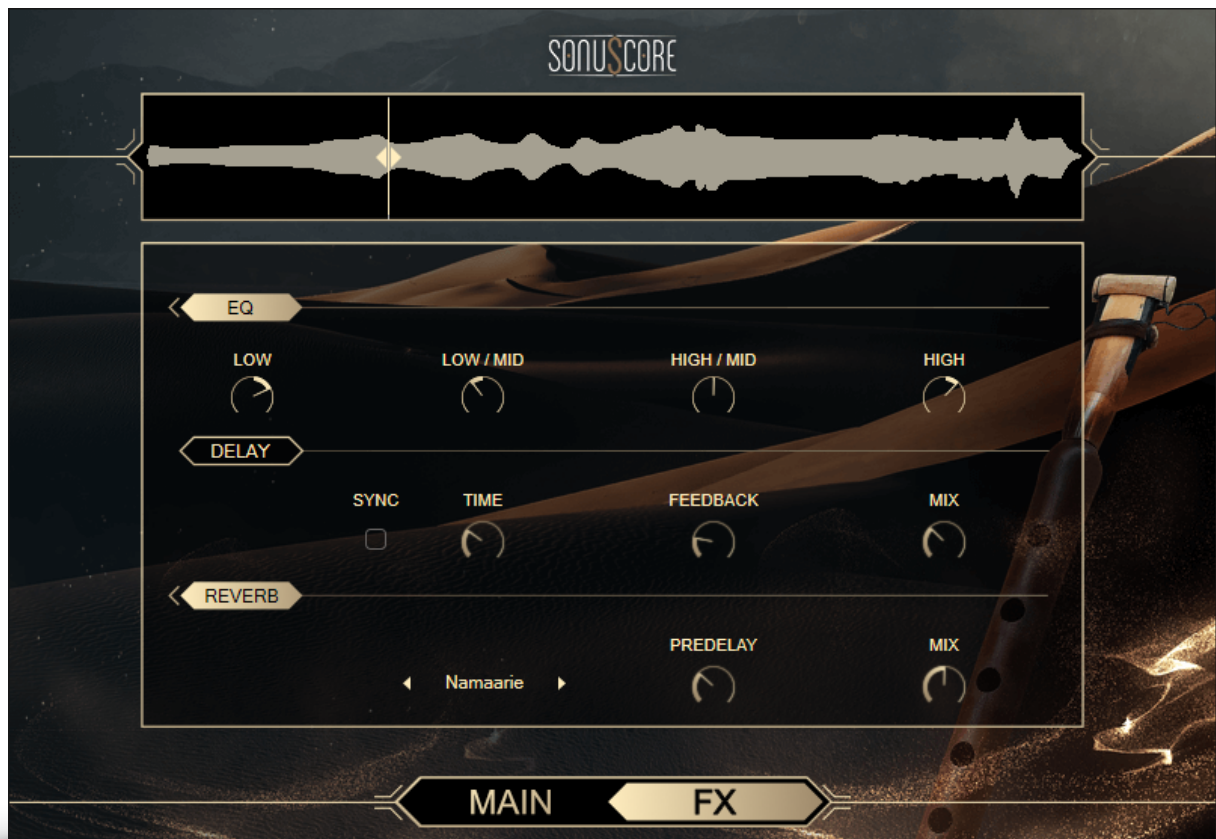 SONUSCORE
EQ
LOW LOW / MID HIGH / MID HIGH
DELAY
SYNC TIME FEEDBACK MIX
REVERB
PREDELAY MIX
Namaarie
MAIN FX